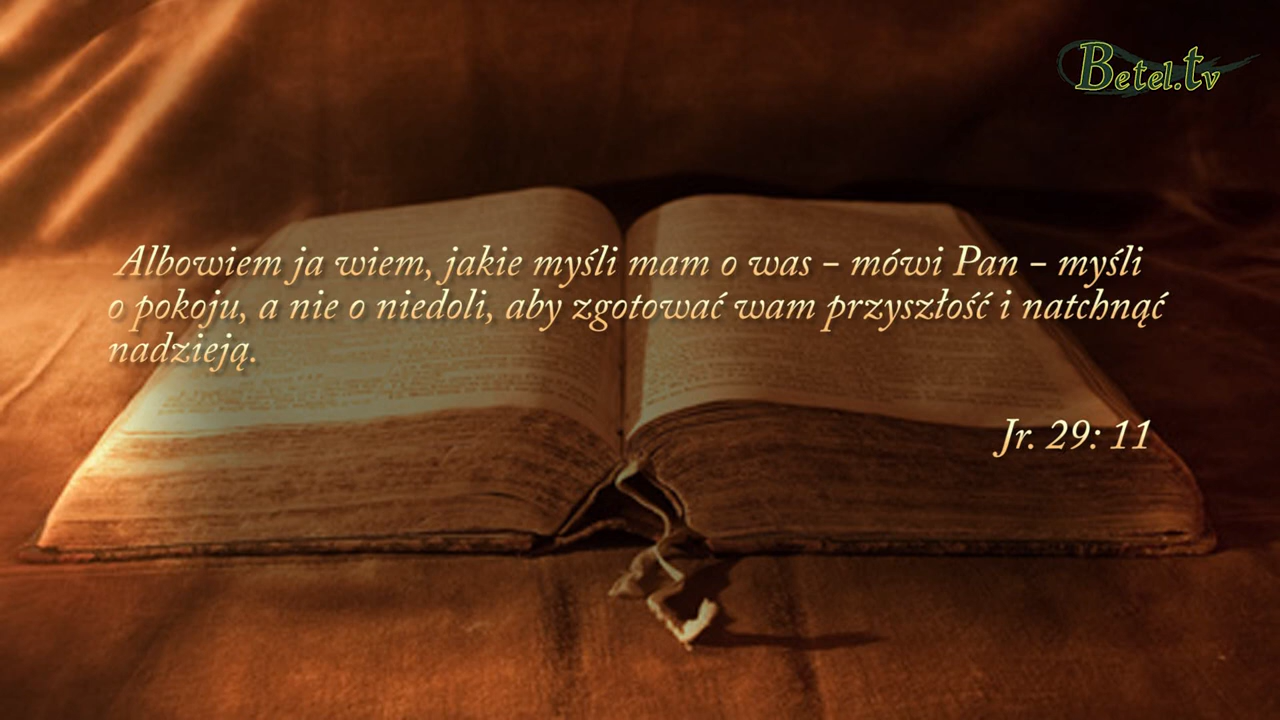 Betel.tv
Albowiem ja wiem, jakie myśli mam o was – mówi Pan – myśli
o pokoju, a nie o niedoli, aby zgotować wam przyszłość i natchnąć
nadzieją.
Jr. 29: 11